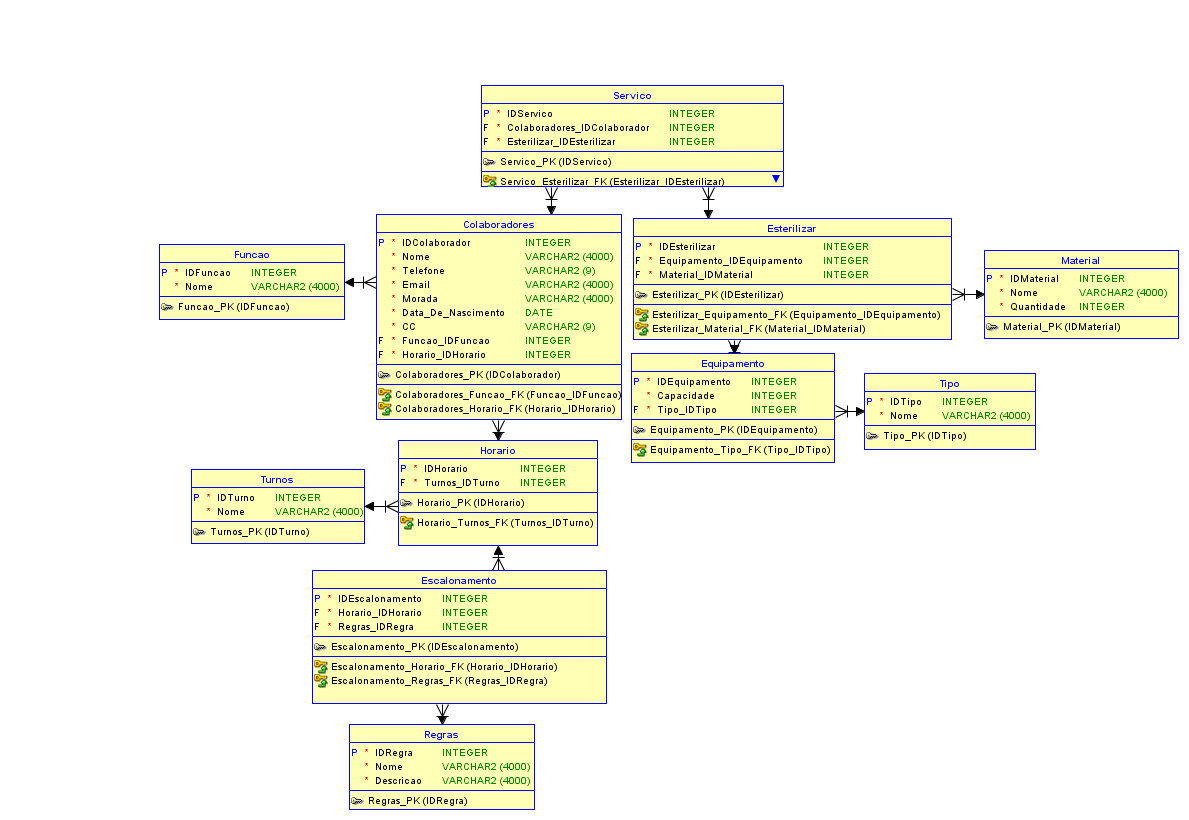 Servico
P * IDServico INTEGER
F * Colaboradores_IDColaborador INTEGER
F * Esterilizar_IDEsterilizar INTEGER
Servico_PK (IDServico)
Servico_Esterilizar_FK (Esterilizar_IDEsterilizar)
Colaboradores
P * IDColaborador INTEGER
* Nome VARCHAR2 (4000)
* Telefone VARCHAR2 (9)
* Email VARCHAR2 (4000)
* Morada VARCHAR2 (4000)
* Data_De_Nascimento DATE
* CC VARCHAR2 (9)
F * Funcao_IDFuncao INTEGER
F * Horario_IDHorario INTEGER
Colaboradores_PK (IDColaborador)
Colaboradores_Funcao_FK (Funcao_IDFuncao)
Colaboradores_Horario_FK (Horario_IDHorario)
Esterilizar
P * IDEsterilizar INTEGER
F * Equipamento_IDEquipamento INTEGER
F * Material_IDMaterial INTEGER
Esterilizar_PK (IDEsterilizar)
Esterilizar_Equipamento_FK (Equipamento_IDEquipamento)
Esterilizar_Material_FK (Material_IDMaterial)
Funcao
P * IDFuncao INTEGER
* Nome VARCHAR2 (4000)
Funcao_PK (IDFuncao)
Material
P * IDMaterial INTEGER
* Nome VARCHAR2 (4000)
* Quantidade INTEGER
Material_PK (IDMaterial)
Equipamento
P * IDEquipamento INTEGER
* Capacidade INTEGER
F * Tipo_IDTipo INTEGER
Equipamento_PK (IDEquipamento)
Equipamento_Tipo_FK (Tipo_IDTipo)
Tipo
P * IDTipo INTEGER
* Nome VARCHAR2 (4000)
Tipo_PK (IDTipo)
Horario
P * IDHorario INTEGER
F * Turnos_IDTurno INTEGER
Horario_PK (IDHorario)
Horario_Turnos_FK (Turnos_IDTurno)
Turnos
P * IDTurno INTEGER
* Nome VARCHAR2 (4000)
Turnos_PK (IDTurno)
Escalonamento
P * IDEscalonamento INTEGER
F * Horario_IDHorario INTEGER
F * Regras_IDRegra INTEGER
Escalonamento_PK (IDEscalonamento)
Escalonamento_Horario_FK (Horario_IDHorario)
Escalonamento_Regras_FK (Regras_IDRegra)
Regras
P * IDRegra INTEGER
* Nome VARCHAR2 (4000)
* Descricao VARCHAR2 (4000)
Regras_PK (IDRegra)